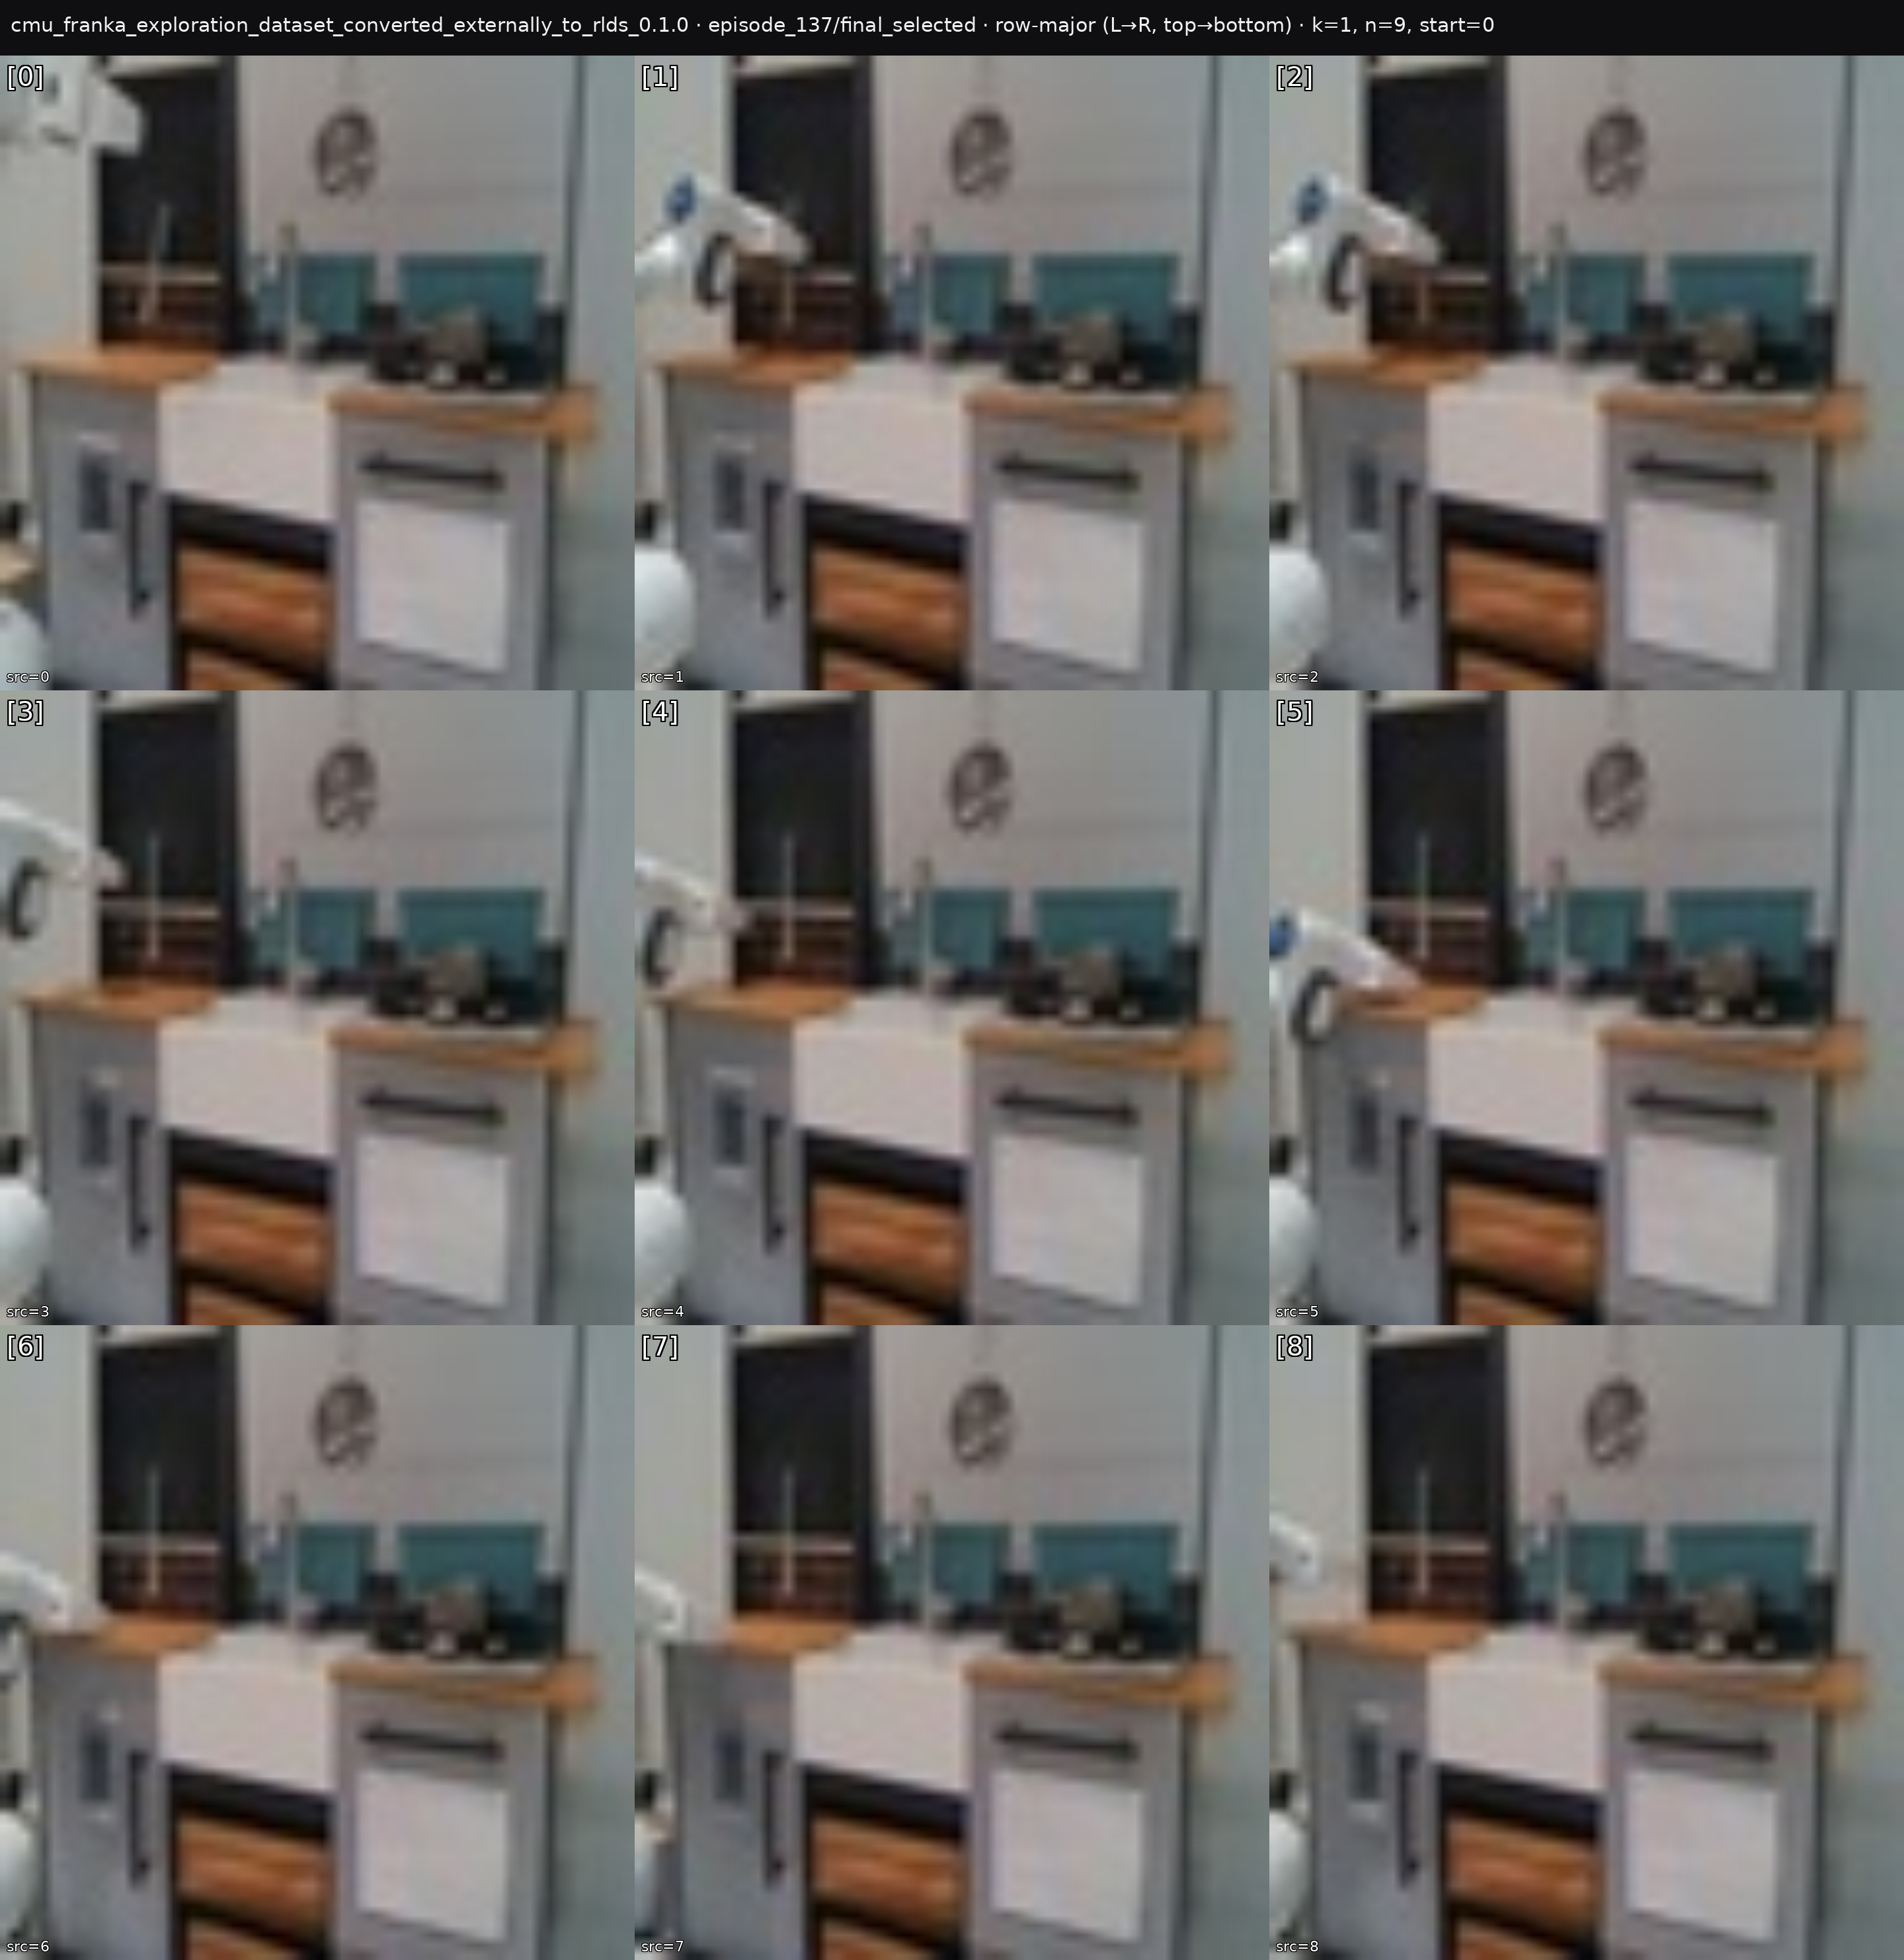 cmu_franka_exploration_dataset_converted_externally_to_rlds_0.1.0 · episode_137/final_selected · row-major (L→R, top→bottom) · k=1, n=9, start=0
[0]
[1]
[2]
src=0
src=1
src=2
[3]
[4]
[5]
src=3
src=4
src=5
[6]
[7]
[8]
src=6
src=7
src=8